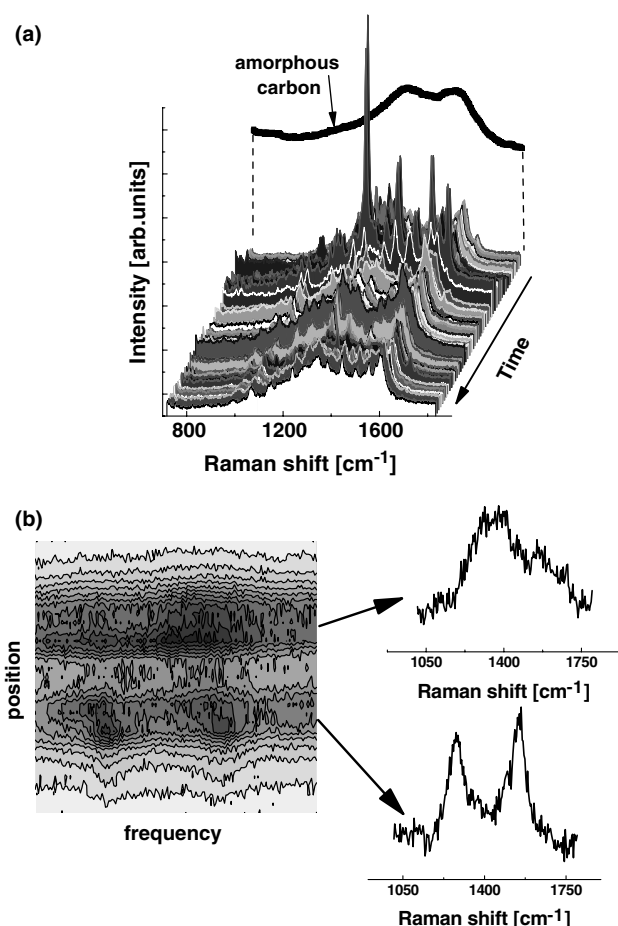 (a)
amorphous
carbon
Intensity [arb.units]
Time
800 1200 1600
Raman shift [cm-1]
(b)
position
frequency
1050 1400 1750
Raman shift [cm-1]
1050 1400 1750
Raman shift [cm-1]